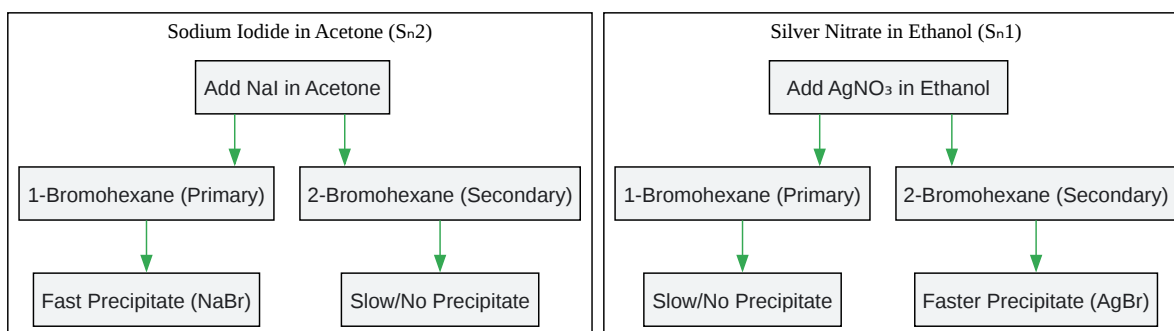 Sodium Iodide in Acetone (Sₙ2)
Add NaI in Acetone
1-Bromohexane (Primary)
2-Bromohexane (Secondary)
Fast Precipitate (NaBr)
Slow/No Precipitate
Silver Nitrate in Ethanol (Sₙ1)
Add AgNO₃ in Ethanol
1-Bromohexane (Primary)
2-Bromohexane (Secondary)
Slow/No Precipitate
Faster Precipitate (AgBr)